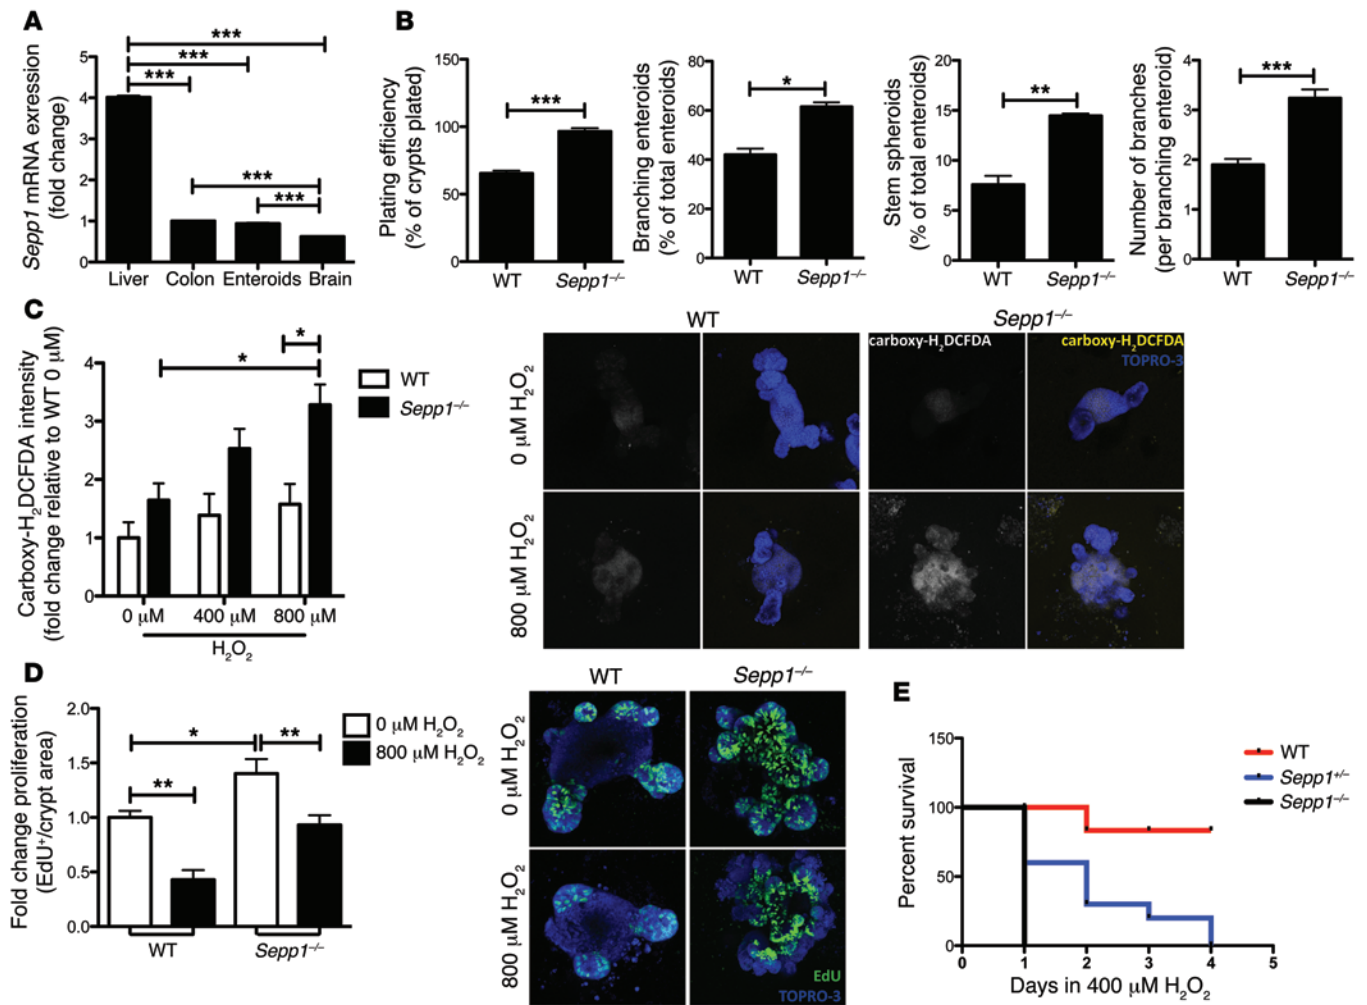 A
Sepp1 mRNA exression
(fold change)
5
4
3
2
1
0
***
***
***
***
***
Liver Colon Enteroids Brain
B
Plating efficiency
(% of crypts plated)
150
100
50
0
***
WT Sepp1–/–
Branching enteroids
(% of total enteroids)
80
60
40
20
0
*
WT Sepp1–/–
Stem spheroids
(% of total enteroids)
20
15
10
5
0
**
WT Sepp1–/–
Number of branches
(per branching enteroid)
4
3
2
1
0
***
WT Sepp1–/–
C
Carboxy-H2DCFDA intensity
(fold change relative to WT 0 µM)
4
3
2
1
0
*
*
WT
Sepp1–/–
0 µM 400 µM 800 µM
H2O2
WT Sepp1–/–
0 µM H2O2
800 µM H2O2
carboxy-H2DCFDA
carboxy-H2DCFDA
TOPRO-3
D
Fold change proliferation
(EdU+/crypt area)
2.0
1.5
1.0
0.5
0.0
*
**
**
0 µM H2O2
800 µM H2O2
WT Sepp1–/–
WT Sepp1–/–
0 µM H2O2
800 µM H2O2
EdU
TOPRO-3
E
Percent survival
150
100
50
0
WT
Sepp1+/–
Sepp1–/–
0 1 2 3 4 5
Days in 400 µM H2O2